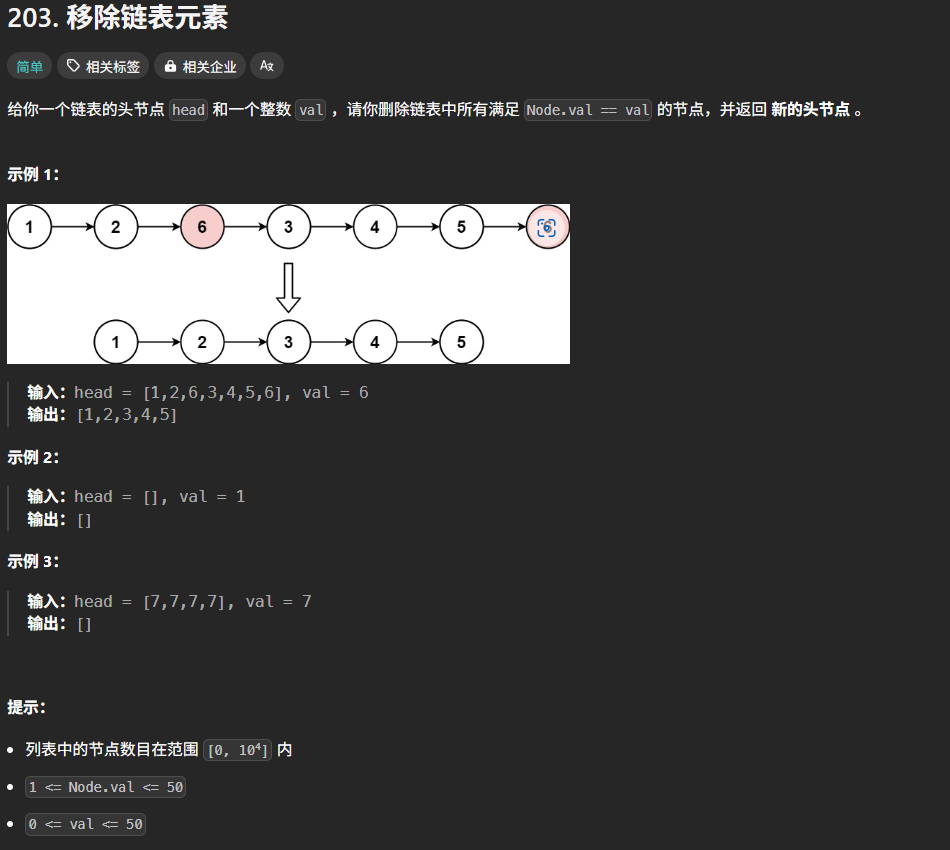 203. 移除链表元素
简单 相关标签 相关企业 Ax
给你一个链表的头节点 head 和一个整数 val ，请你删除链表中所有满足 Node.val == val 的节点，并返回 新的头节点 。
示例 1：
1 2 6 3 4 5 6
1 2 3 4 5
输入：head = [1,2,6,3,4,5,6], val = 6
输出：[1,2,3,4,5]
示例 2：
输入：head = [], val = 1
输出：[]
示例 3：
输入：head = [7,7,7,7], val = 7
输出：[]
提示：
列表中的节点数目在范围 [0, 10⁴] 内
1 <= Node.val <= 50
0 <= val <= 50